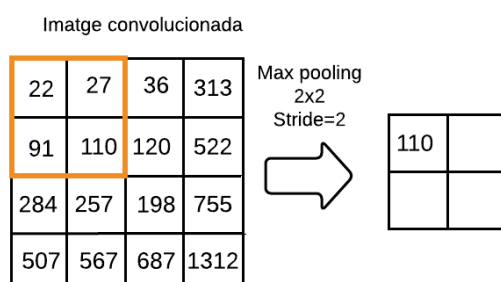 Imatge convolucionada
22 27 36 313
91 110 120 522
284 257 198 755
507 567 687 1312
Max pooling
2x2
Stride=2
110